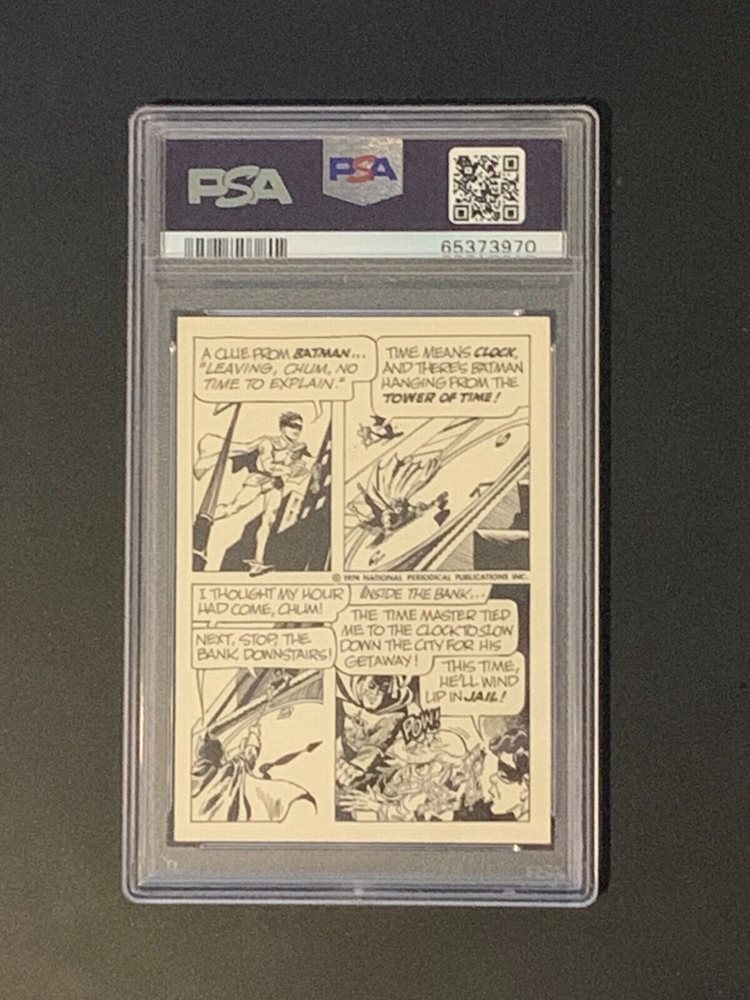 PSA
PSA
65373970
A CLUE FROM BATMAN...
"LEAVING, CHUM, NO
TIME TO EXPLAIN."
TIME MEANS CLOCK,
AND THERE'S BATMAN
HANGING FROM THE
TOWER OF TIME!
© 1974 NATIONAL PERIODICAL PUBLICATIONS INC.
I THOUGHT MY HOUR
HAD COME, CHUM!
NEXT, STOP, THE
BANK, DOWNSTAIRS!
INSIDE THE BANK...
THE TIME MASTER TIED
ME TO THE CLOCK TO SLOW
DOWN THE CITY FOR HIS
GETAWAY!
THIS TIME,
HE'LL WIND
UP IN JAIL!
POW!
PSA